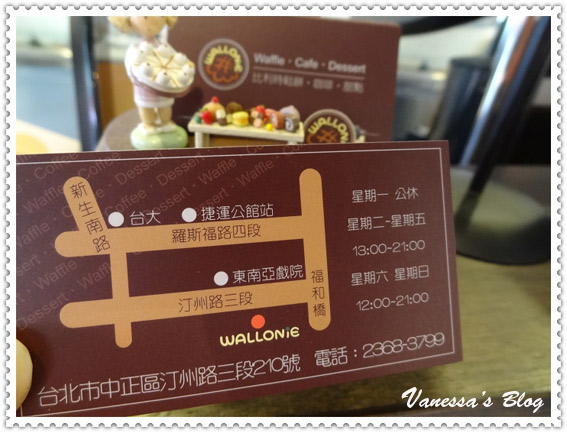 WALLONIE
Waffle · Cafe · Dessert
比利時鬆餅 · 咖啡 · 甜點
WALLONIE
新生南路
台大
捷運公館站
羅斯福路四段
東南亞戲院
汀州路三段
福和橋
WALLONiE
星期一 公休
星期二-星期五
13:00-21:00
星期六 星期日
12:00-21:00
台北市中正區汀州路三段210號 電話：2368-3799
Vanessa's Blog